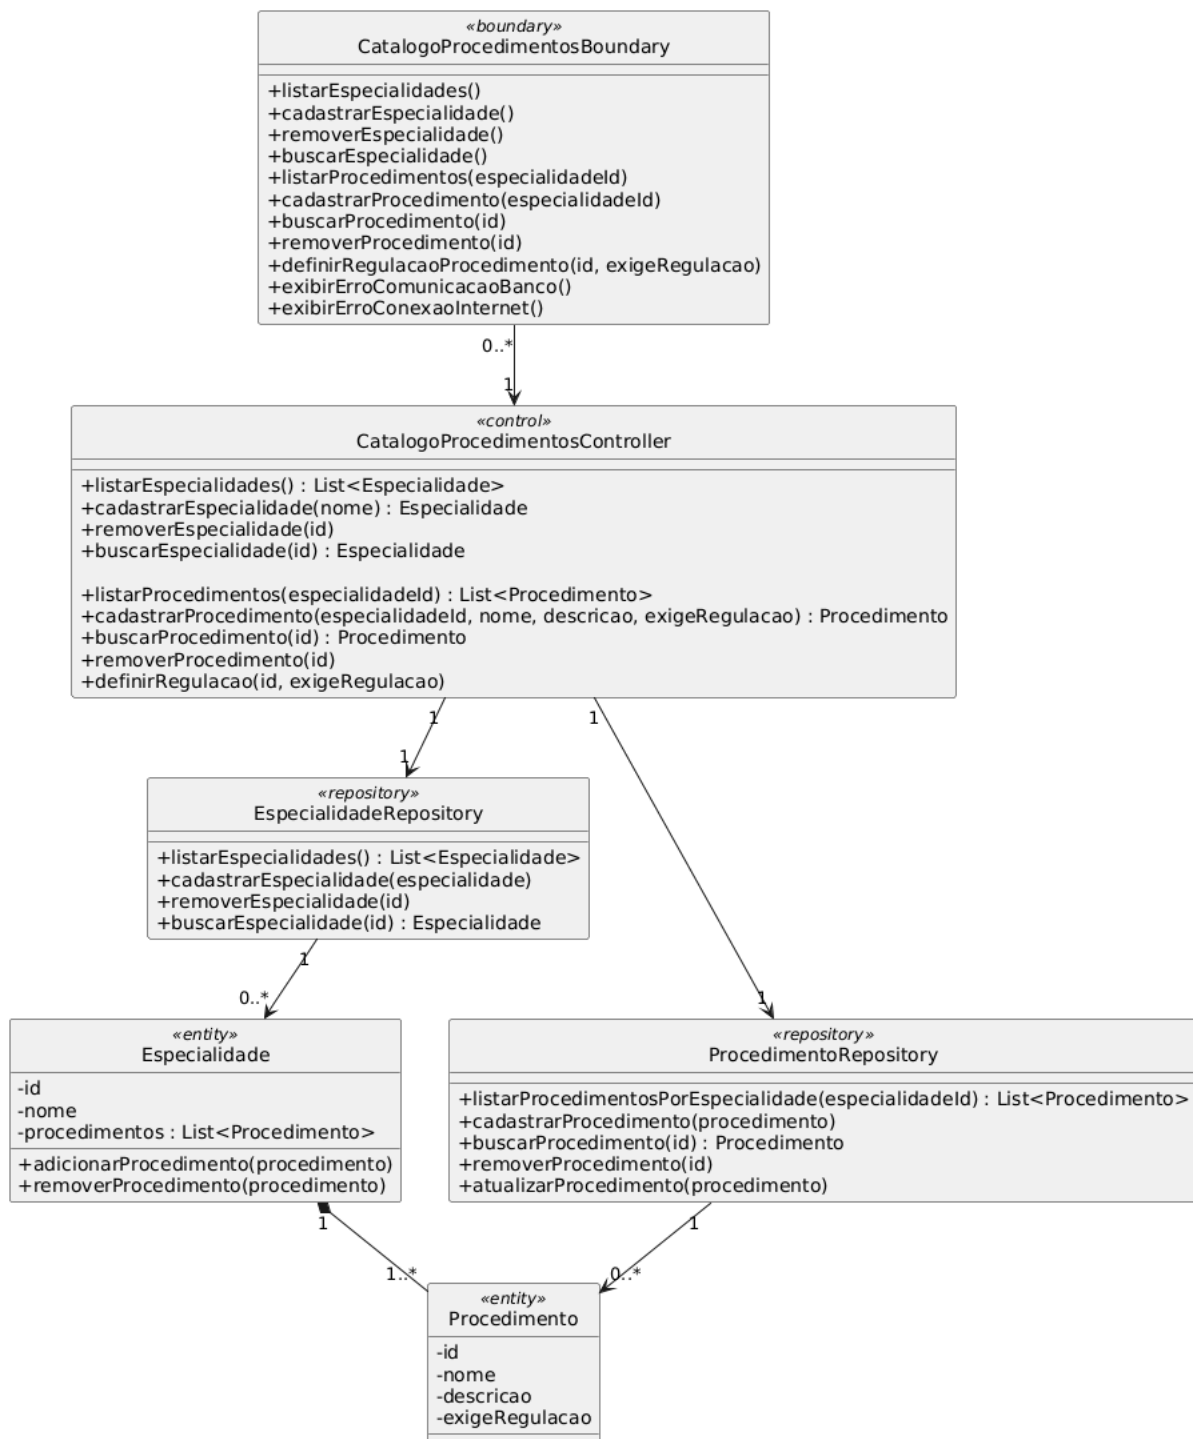 «boundary»
CatalogoProcedimentosBoundary
+listarEspecialidades()
+cadastrarEspecialidade()
+removerEspecialidade()
+buscarEspecialidade()
+listarProcedimentos(especialidadeId)
+cadastrarProcedimento(especialidadeId)
+buscarProcedimento(id)
+removerProcedimento(id)
+definirRegulacaoProcedimento(id, exigeRegulacao)
+exibirErroComunicacaoBanco()
+exibirErroConexaoInternet()
0..*
1
«control»
CatalogoProcedimentosController
+listarEspecialidades() : List<Especialidade>
+cadastrarEspecialidade(nome) : Especialidade
+removerEspecialidade(id)
+buscarEspecialidade(id) : Especialidade
+listarProcedimentos(especialidadeId) : List<Procedimento>
+cadastrarProcedimento(especialidadeId, nome, descricao, exigeRegulacao) : Procedimento
+buscarProcedimento(id) : Procedimento
+removerProcedimento(id)
+definirRegulacao(id, exigeRegulacao)
1
1
1
«repository»
EspecialidadeRepository
+listarEspecialidades() : List<Especialidade>
+cadastrarEspecialidade(especialidade)
+removerEspecialidade(id)
+buscarEspecialidade(id) : Especialidade
1
0..*
1
«entity»
Especialidade
-id
-nome
-procedimentos : List<Procedimento>
+adicionarProcedimento(procedimento)
+removerProcedimento(procedimento)
«repository»
ProcedimentoRepository
+listarProcedimentosPorEspecialidade(especialidadeId) : List<Procedimento>
+cadastrarProcedimento(procedimento)
+buscarProcedimento(id) : Procedimento
+removerProcedimento(id)
+atualizarProcedimento(procedimento)
1
1
1..*
0..*
«entity»
Procedimento
-id
-nome
-descricao
-exigeRegulacao